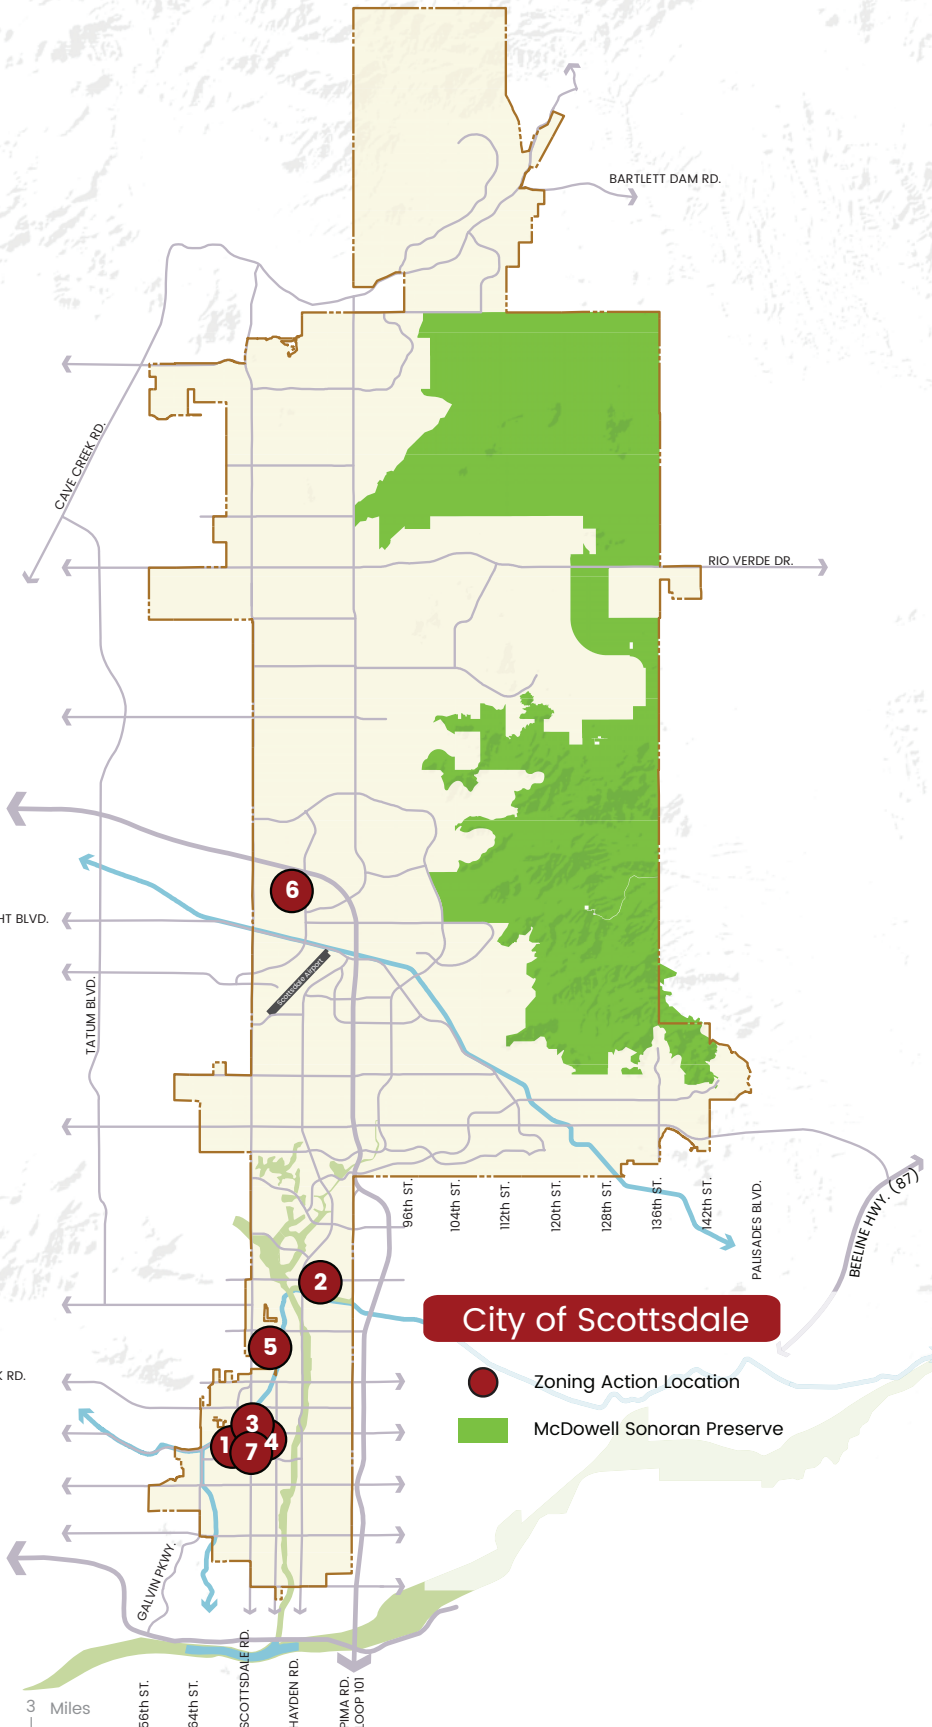 BARTLETT DAM RD.
CAVE CREEK RD.
RIO VERDE DR.
6
HT BLVD.
Scottsdale Airport
TATUM BLVD.
96th ST.
104th ST.
112th ST.
120th ST.
128th ST.
136th ST.
142th ST.
PALISADES BLVD.
BEELINE HWY. (87)
2
City of Scottsdale
5
K RD.
Zoning Action Location
3
McDowell Sonoran Preserve
1
4
7
GALVIN PKWY.
56th ST.
64th ST.
SCOTTSDALE RD.
HAYDEN RD.
PIMA RD.
LOOP 101
3 Miles